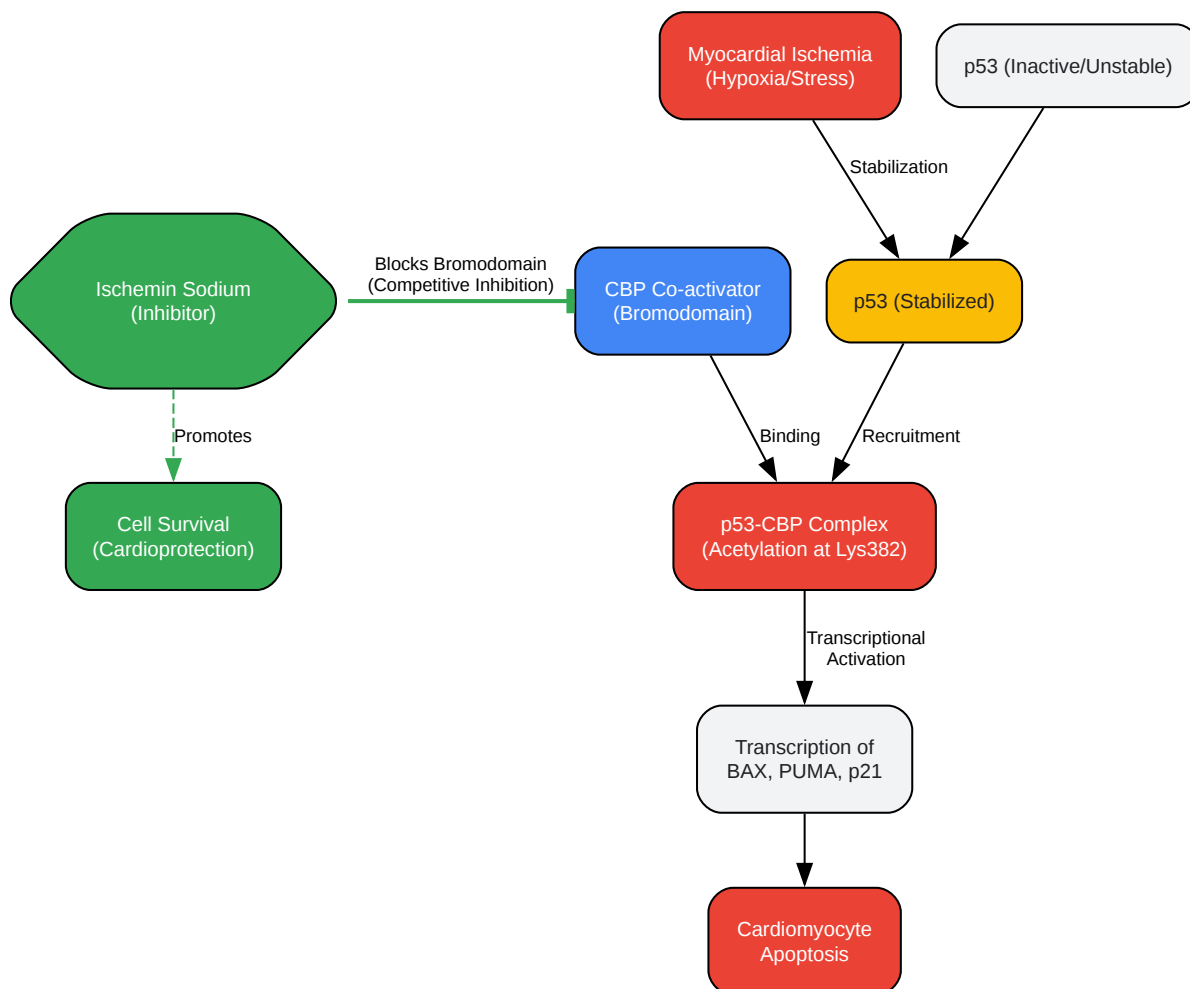 Myocardial Ischemia
(Hypoxia/Stress)
p53 (Inactive/Unstable)
Stabilization
Ischemin Sodium
(Inhibitor)
Blocks Bromodomain
(Competitive Inhibition)
CBP Co-activator
(Bromodomain)
p53 (Stabilized)
Promotes
Binding
Recruitment
Cell Survival
(Cardioprotection)
p53-CBP Complex
(Acetylation at Lys382)
Transcriptional
Activation
Transcription of
BAX, PUMA, p21
Cardiomyocyte
Apoptosis